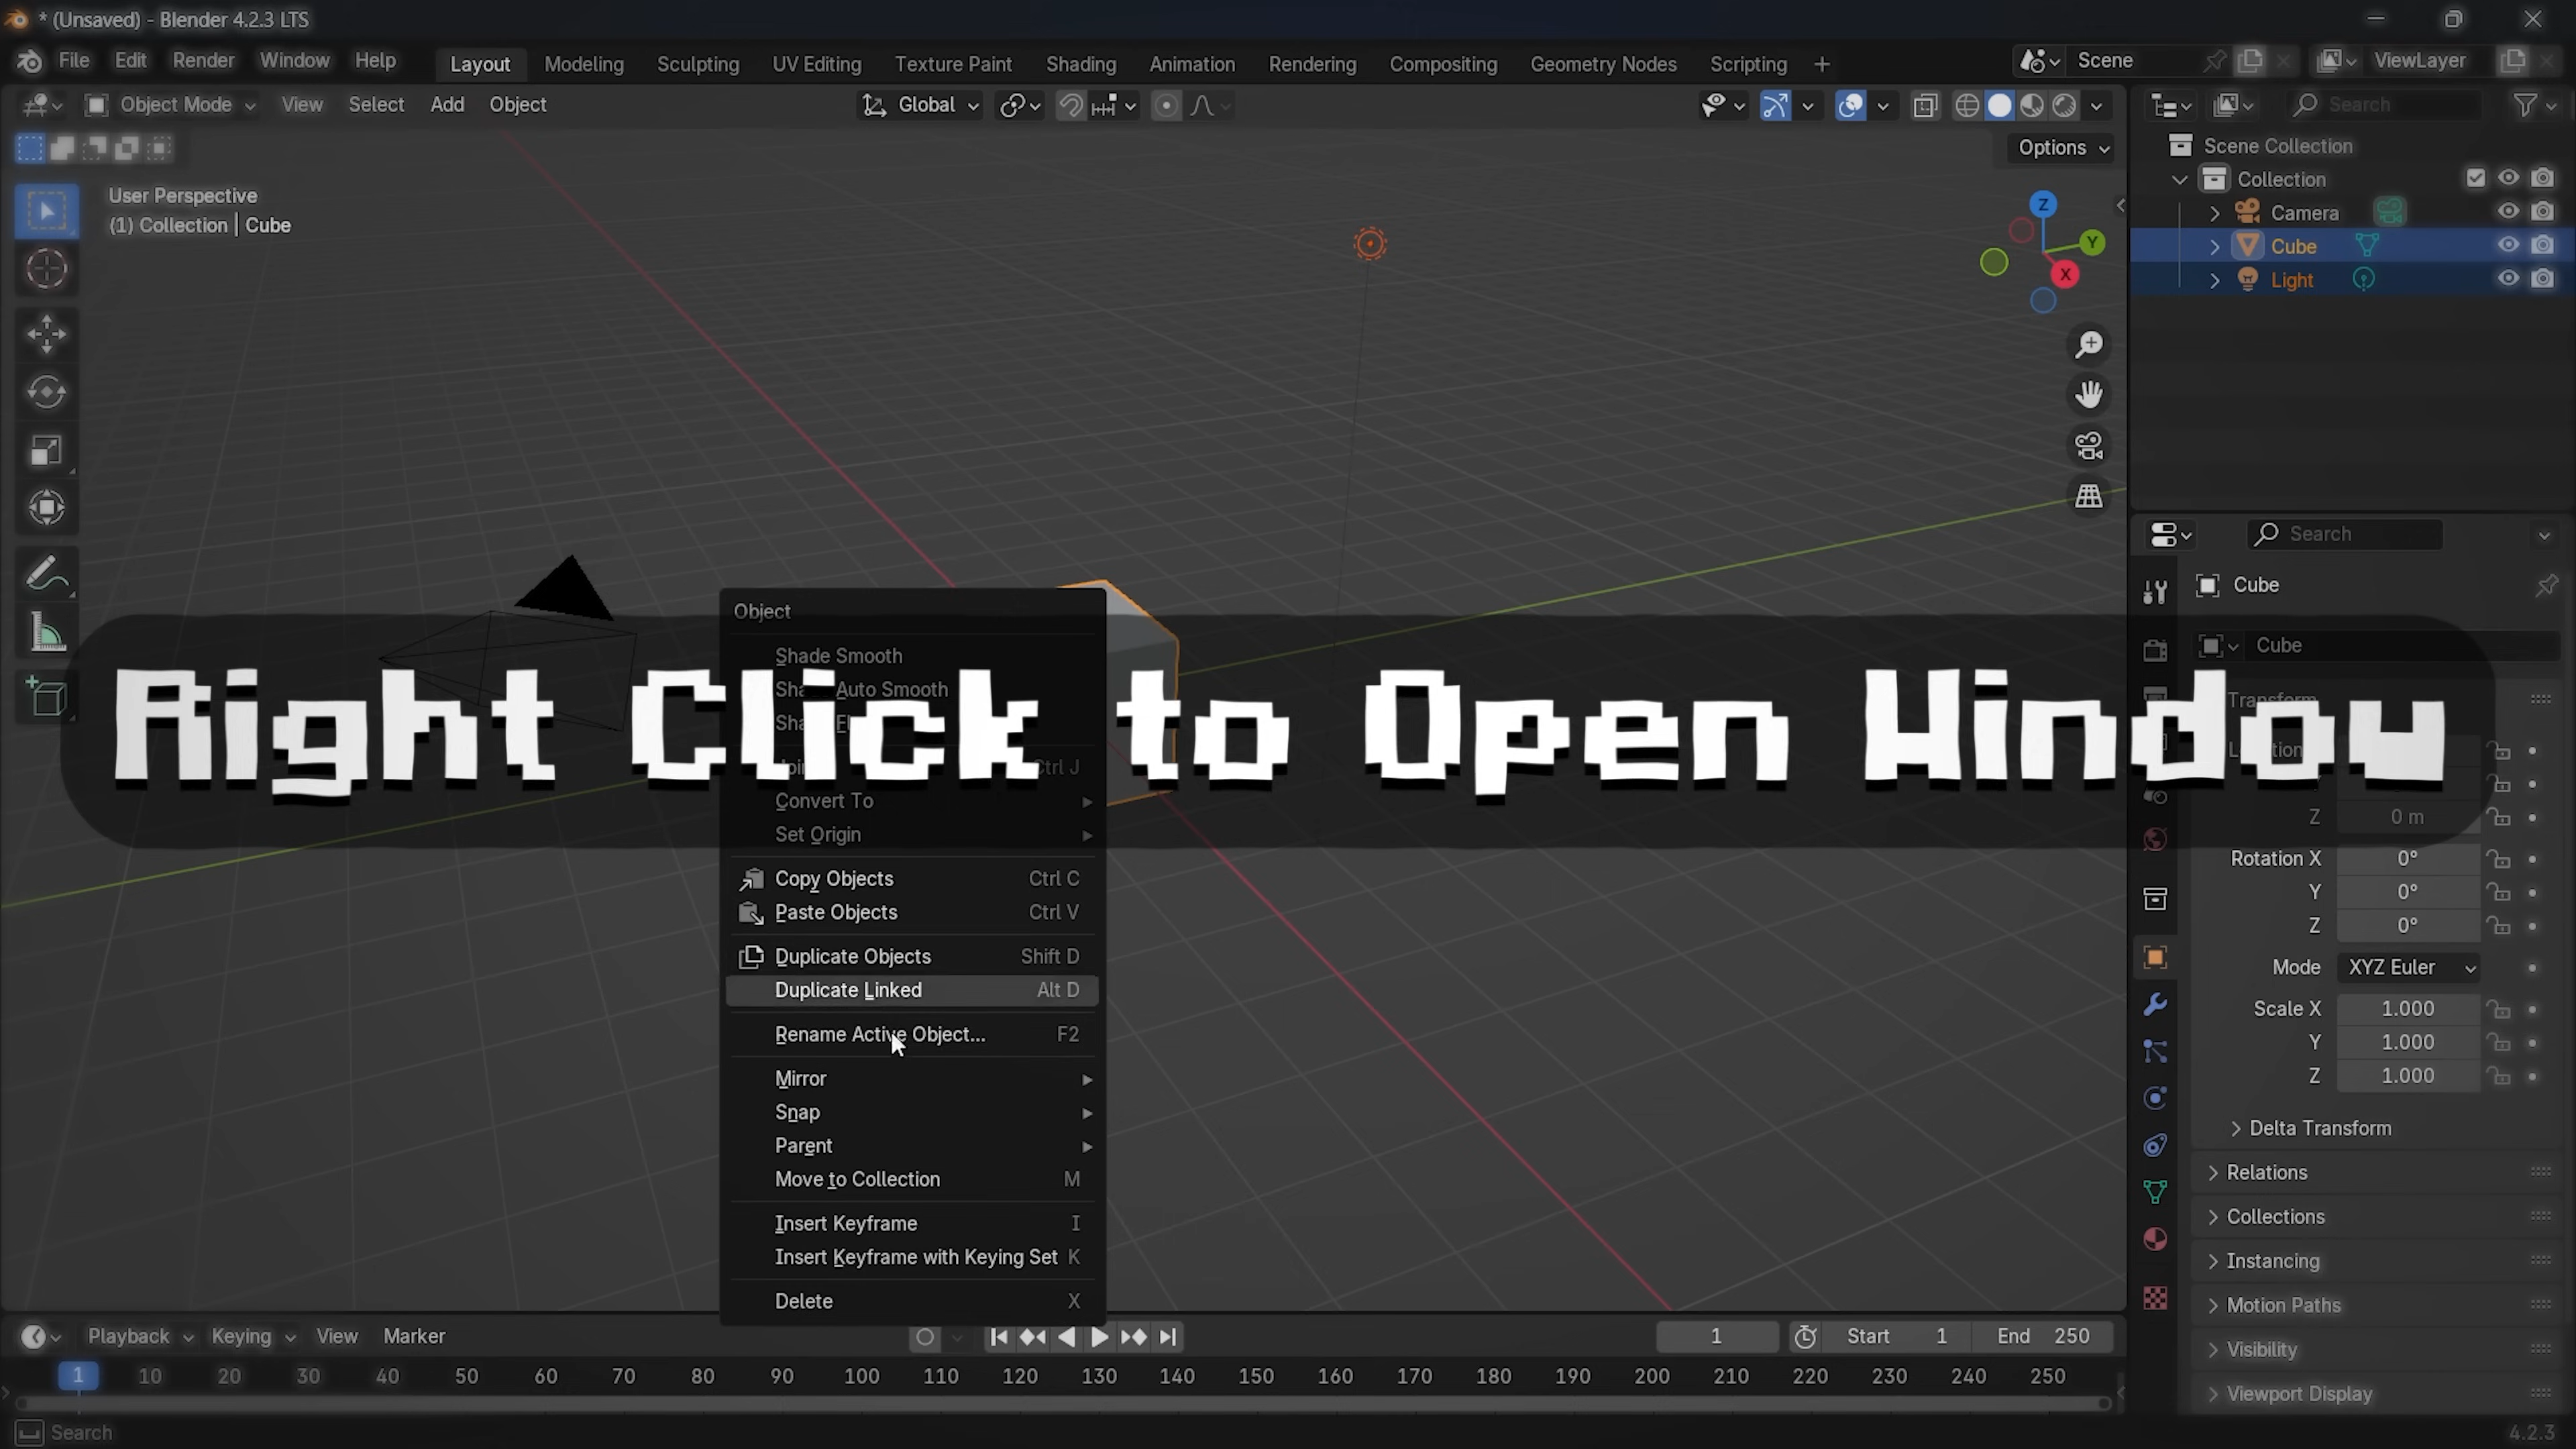 * (Unsaved) - Blender 4.2.3 LTS
File Edit Render Window Help Layout Modeling Sculpting UV Editing Texture Paint Shading Animation Rendering Compositing Geometry Nodes Scripting + Scene ViewLayer
Object Mode View Select Add Object Global Search
Options
User Perspective
(1) Collection | Cube
Z
Y
X
Scene Collection
Collection
Camera
Cube
Light
Search
Cube
Cube
Object
Shade Smooth
Auto Smooth
Right Click to Open Window
Ctrl J
Convert To
Set Origin
Copy Objects Ctrl C
Paste Objects Ctrl V
Duplicate Objects Shift D
Duplicate Linked Alt D
Rename Active Object... F2
Mirror
Snap
Parent
Move to Collection M
Insert Keyframe I
Insert Keyframe with Keying Set K
Delete X
Transform
Z 0 m
Rotation X 0°
Y 0°
Z 0°
Mode XYZ Euler
Scale X 1.000
Y 1.000
Z 1.000
Delta Transform
Relations
Collections
Instancing
Motion Paths
Visibility
Viewport Display
Playback Keying View Marker 1 Start 1 End 250
1 10 20 30 40 50 60 70 80 90 100 110 120 130 140 150 160 170 180 190 200 210 220 230 240 250
Search
4.2.3